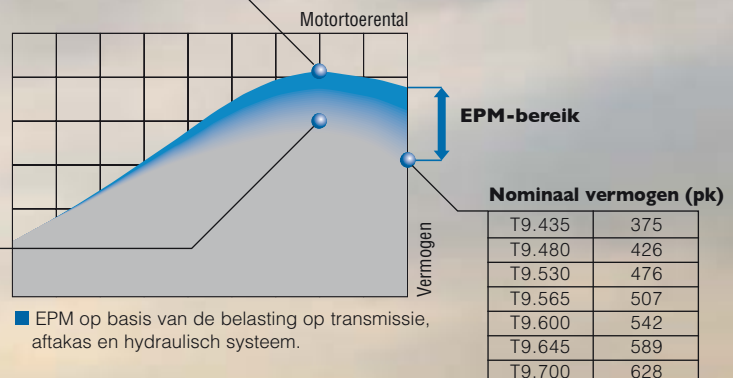 Motortoerental
EPM-bereik
Vermogen
Nominaal vermogen (pk)
T9.435 375
T9.480 426
T9.530 476
T9.565 507
T9.600 542
T9.645 589
T9.700 628
EPM op basis van de belasting op transmissie,
aftakas en hydraulisch systeem.